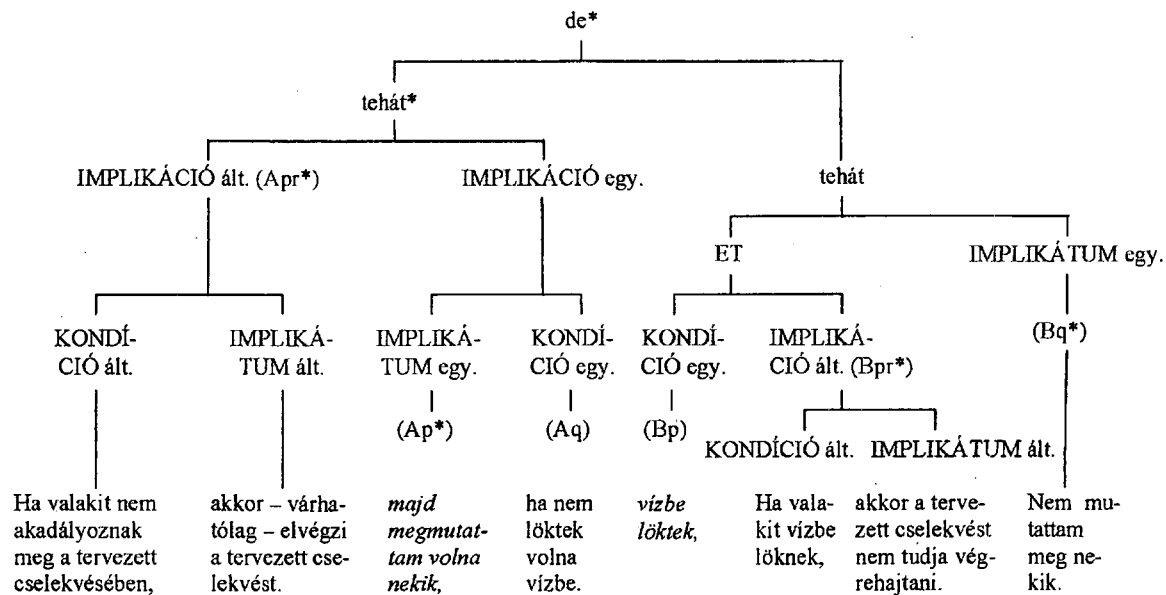 de*
tehát*
IMPLIKÁCIÓ ált. (Apr*)
IMPLIKÁCIÓ egy.
tehát
ET
IMPLIKÁTUM egy.
KONDÍ-
CIÓ ált.
IMPLIKÁ-
TUM ált.
IMPLIKÁ-
TUM egy.
KONDÍ-
CIÓ egy.
KONDÍ-
CIÓ egy.
IMPLIKÁ-
CIÓ ált. (Bpr*)
(Bq*)
(Ap*)
(Aq)
(Bp)
KONDÍCIÓ ált.
IMPLIKÁTUM ált.
Ha valakit nem
akadályoznak
meg a tervezett
cselekvésében,
akkor – várha-
tólag – elvégzi
a tervezett cse-
lekvést.
majd
megmutat-
tam volna
nekik,
ha nem
löktek
volna
vízbe.
vízbe
löktek,
Ha vala-
kit vízbe
löknek,
akkor a terve-
zett cselekvést
nem tudja vég-
rehajtani.
Nem mu-
tattam
meg ne-
kik.